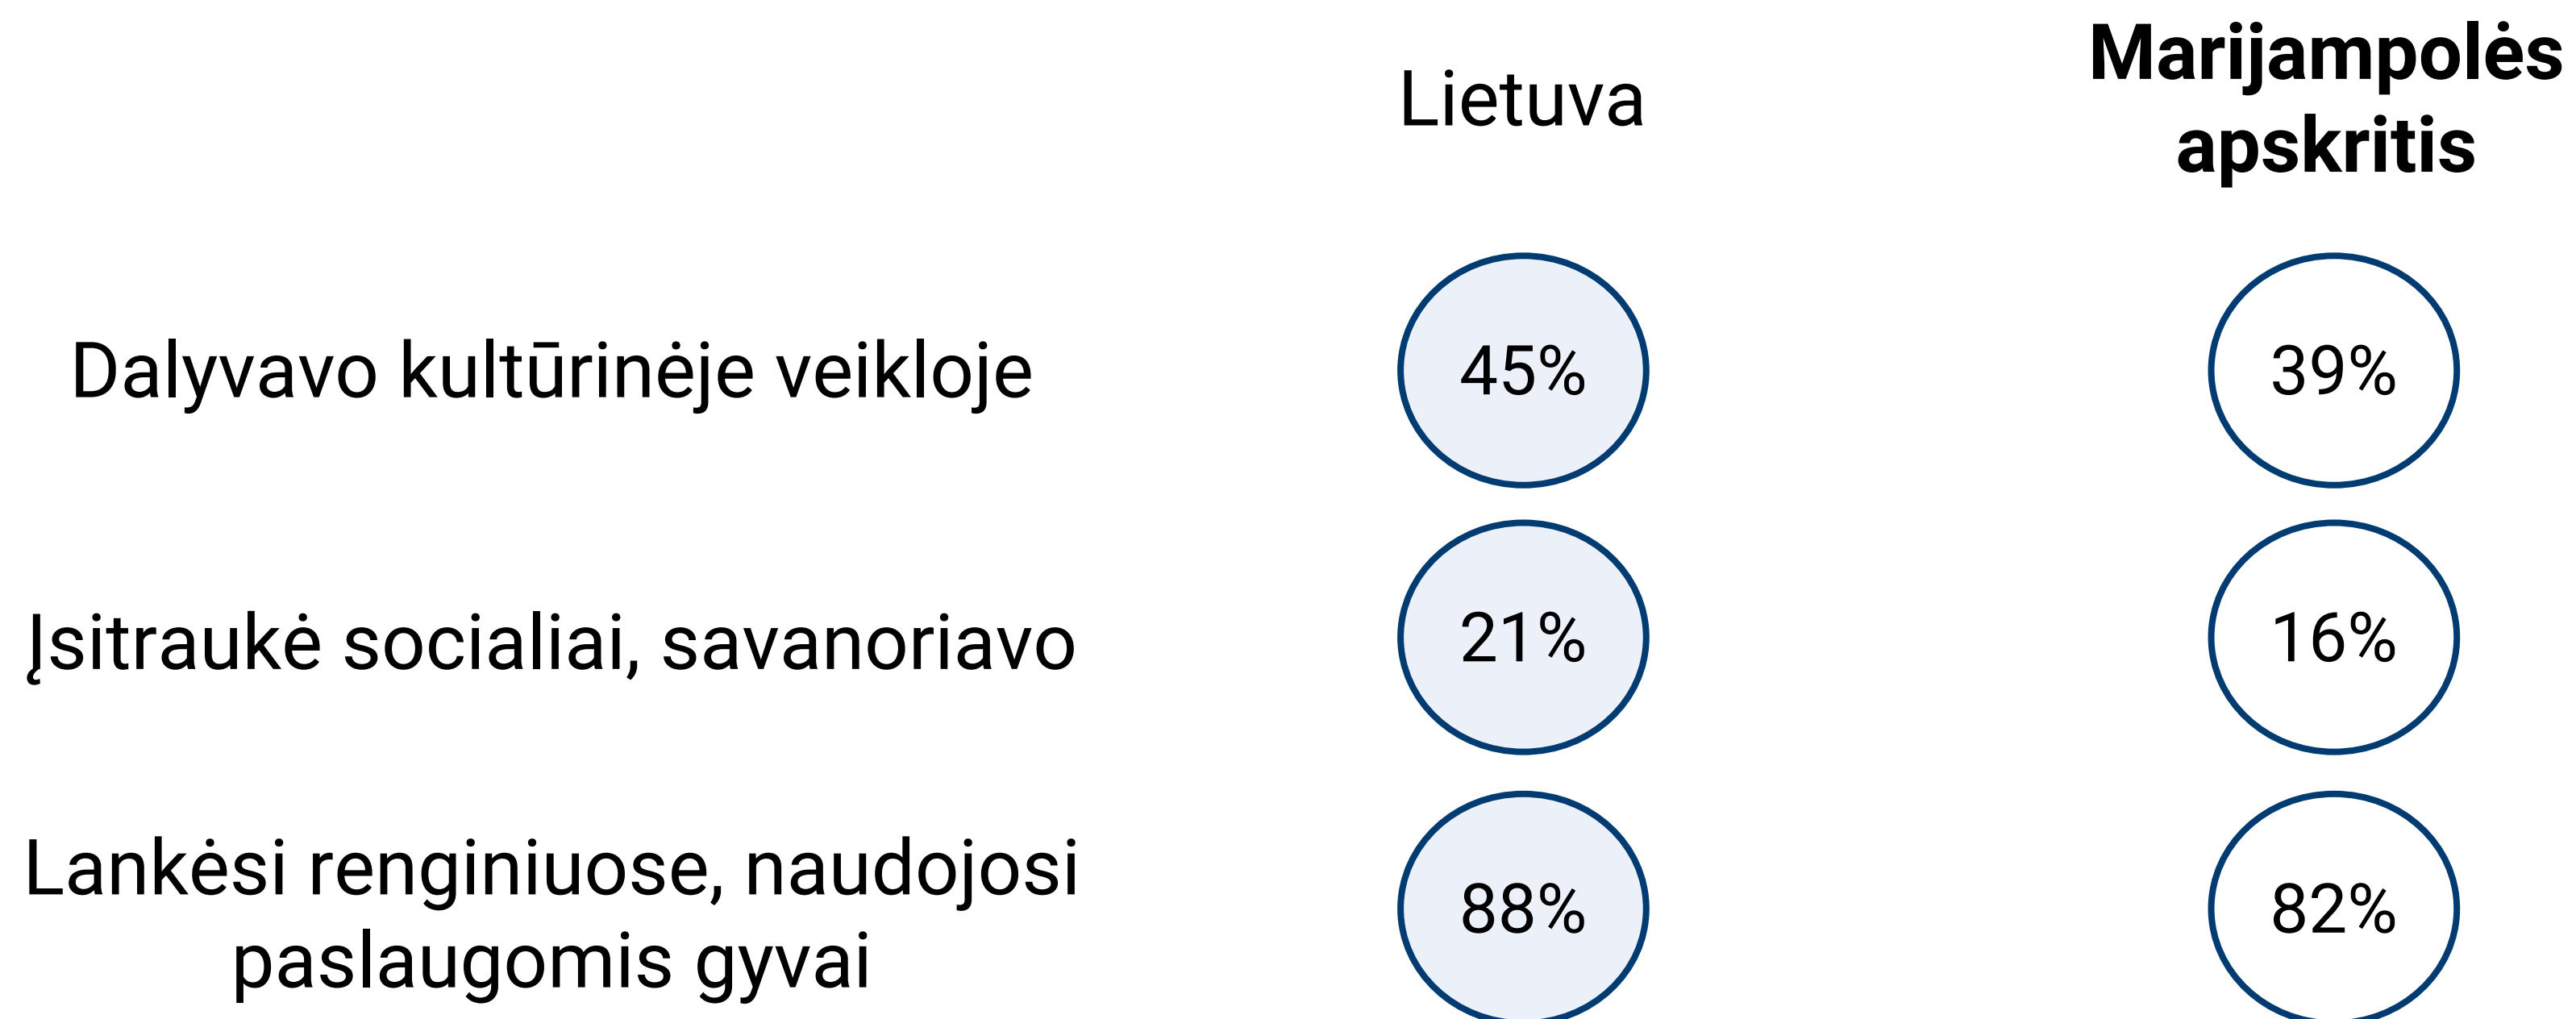 Lietuva
Marijampolės
apskritis
Dalyvavo kultūrinėje veikloje
45%
39%
Įsitraukė socialiai, savanoriavo
21%
16%
Lankėsi renginiuose, naudojosi
paslaugomis gyvai
88%
82%